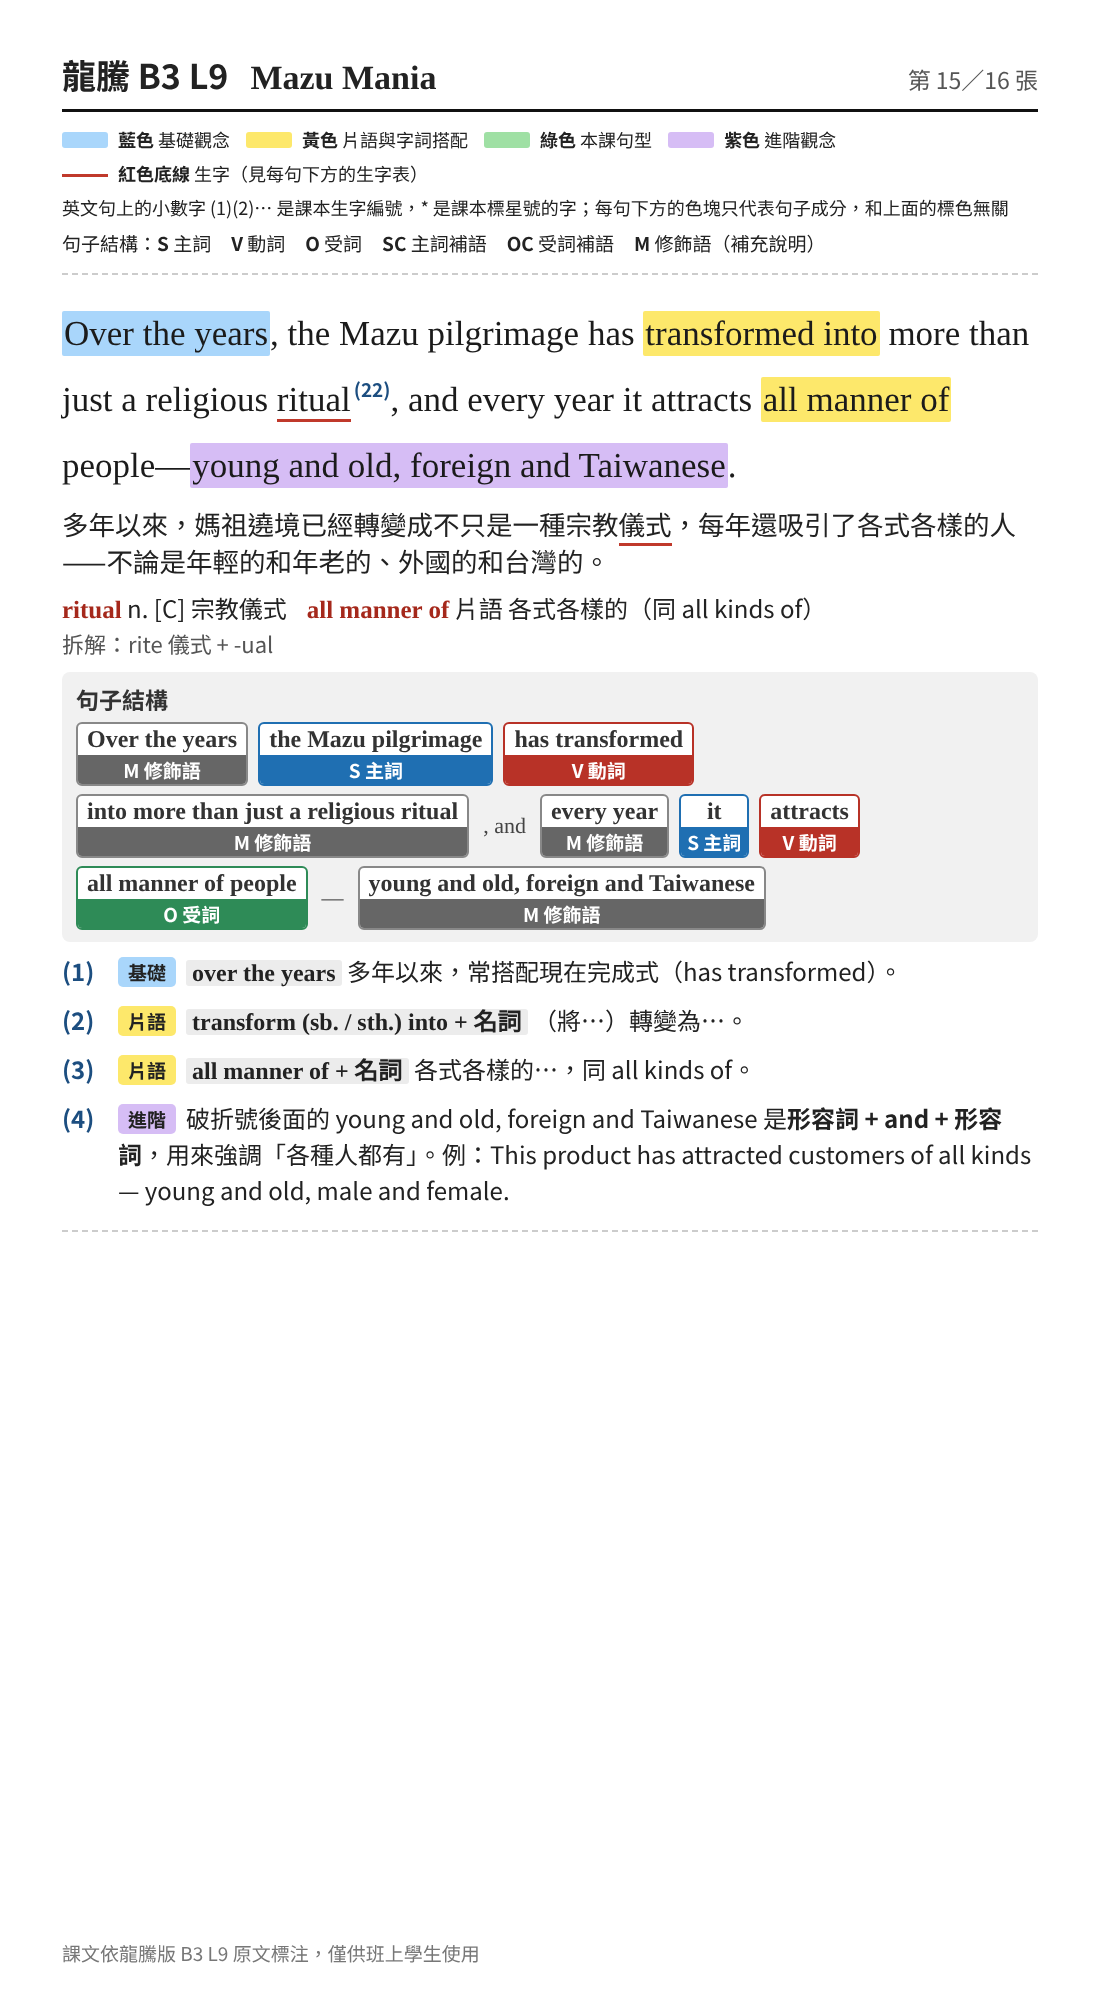 龍騰 B3 L9 Mazu Mania 第 15／16 張
藍色 基礎觀念 黃色 片語與字詞搭配 綠色 本課句型 紫色 進階觀念
紅色底線 生字（見每句下方的生字表）
英文句上的小數字 (1)(2)… 是課本生字編號，* 是課本標星號的字；每句下方的色塊只代表句子成分，和上面的標色無關
句子結構：S 主詞 V 動詞 O 受詞 SC 主詞補語 OC 受詞補語 M 修飾語（補充說明）
Over the years, the Mazu pilgrimage has transformed into more than
just a religious ritual (22), and every year it attracts all manner of
people—young and old, foreign and Taiwanese.
多年以來，媽祖遶境已經轉變成不只是一種宗教儀式，每年還吸引了各式各樣的人
——不論是年輕的和年老的、外國的和台灣的。
ritual n. [C] 宗教儀式 all manner of 片語 各式各樣的（同 all kinds of）
拆解：rite 儀式 + -ual
句子結構
Over the years the Mazu pilgrimage has transformed
M 修飾語 S 主詞 V 動詞
into more than just a religious ritual , and every year it attracts
M 修飾語 M 修飾語 S 主詞 V 動詞
all manner of people — young and old, foreign and Taiwanese
O 受詞 M 修飾語
(1) 基礎 over the years 多年以來，常搭配現在完成式（has transformed）。
(2) 片語 transform (sb. / sth.) into + 名詞 （將…）轉變為…。
(3) 片語 all manner of + 名詞 各式各樣的…，同 all kinds of。
(4) 進階 破折號後面的 young and old, foreign and Taiwanese 是形容詞 + and + 形容
詞，用來強調「各種人都有」。例：This product has attracted customers of all kinds
— young and old, male and female.
課文依龍騰版 B3 L9 原文標注，僅供班上學生使用